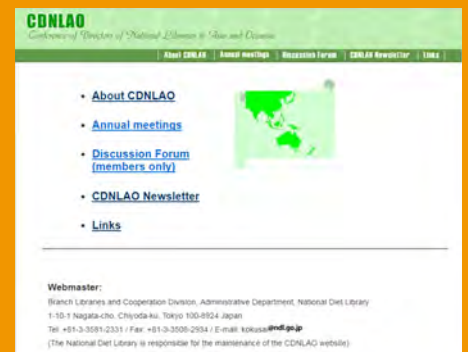 CDNLAO
Conference of Directors of National Libraries in Asia and Oceania
About CDNLAO | Annual meetings | Discussion Forum | CDNLAO Newsletter | Links |
• About CDNLAO
• Annual meetings
• Discussion Forum
(members only)
• CDNLAO Newsletter
• Links
Webmaster:
Branch Libraries and Cooperation Division, Administrative Department, National Diet Library
1-10-1 Nagata-cho, Chiyoda-ku, Tokyo 100-8924 Japan
Tel: +81-3-3581-2331 / Fax: +81-3-3508-2934 / E-mail: kokusai@ndl.go.jp
(The National Diet Library is responsible for the maintenance of the CDNLAO website)